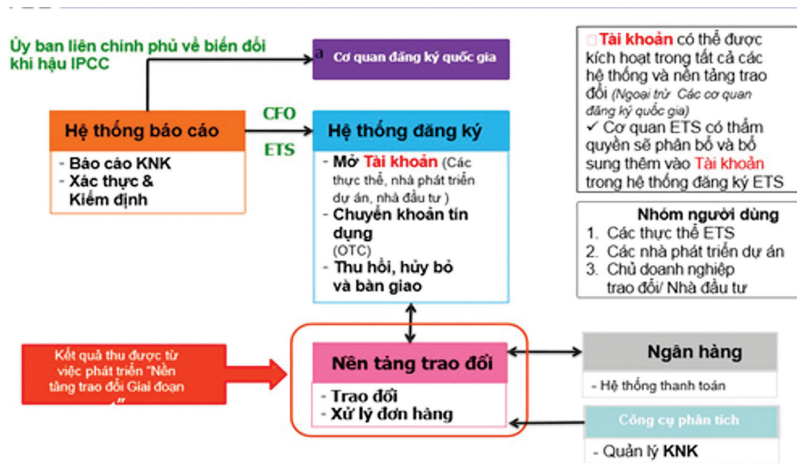 Ủy ban liên chính phủ về biến đổi
khi hậu IPCC
a Cơ quan đăng ký quốc gia
Hệ thống báo cáo
- Báo cáo KNK
- Xác thực &
Kiểm định
CFO
ETS
Hệ thống đăng ký
- Mở Tài khoản (Các
thực thể, nhà phát triển
dự án, nhà đầu tư )
- Chuyển khoản tín
dụng
(OTC)
- Thu hồi, hủy bỏ
và bàn giao
□Tài khoản có thể được
kích hoạt trong tất cả các
hệ thống và nền tảng trao
đổi (Ngoại trừ Các cơ quan
đăng ký quốc gia)
✓ Cơ quan ETS có thẩm
quyền sẽ phân bổ và bổ
sung thêm vào Tài khoản
trong hệ thống đăng ký ETS
Nhóm người dùng
1. Các thực thể ETS
2. Các nhà phát triển dự án
3. Chủ doanh nghiệp
trao đổi/ Nhà đầu tư
Kết quả thu được từ
việc phát triển "Nền
tảng trao đổi Giai đoạn
Nền tảng trao đổi
- Trao đổi
- Xử lý đơn hàng
Ngân hàng
- Hệ thống thanh toán
Công cụ phân tích
- Quản lý KNK